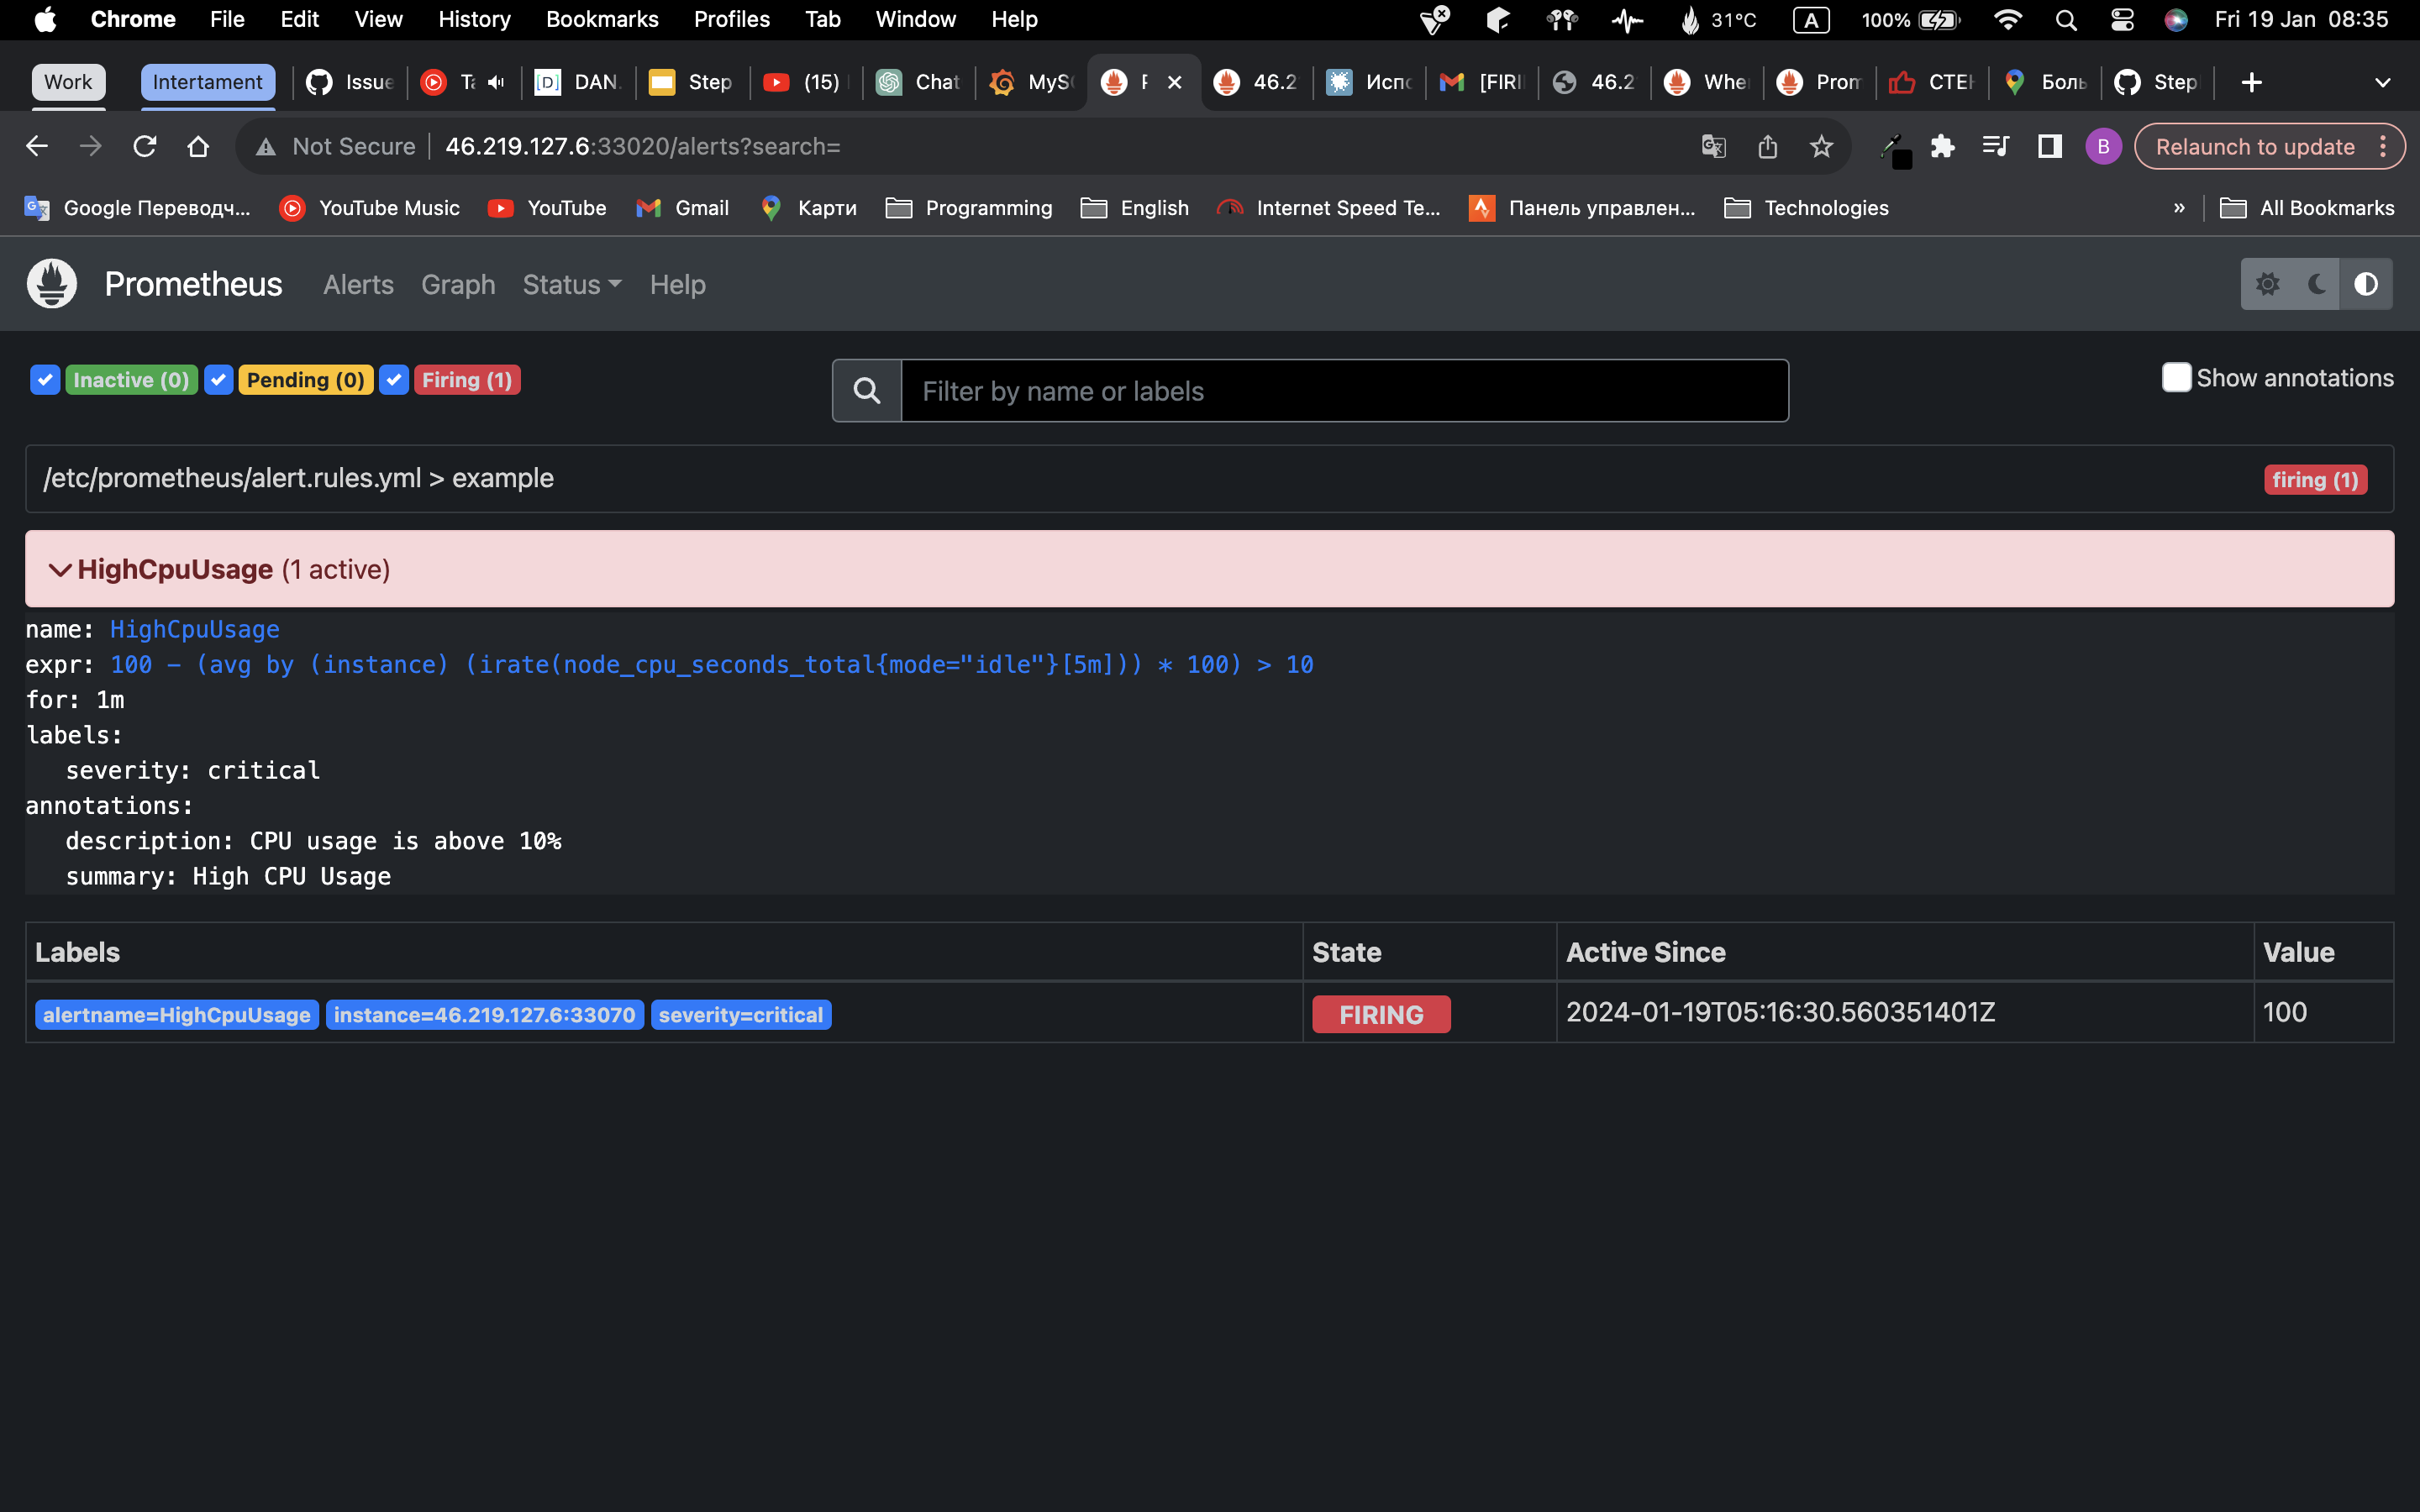 Chrome File Edit View History Bookmarks Profiles Tab Window Help 31°C A 100% Fri 19 Jan 08:35
Work Intertament Issue Ta [D] DAN. Step (15) Chat MyS 46.2 Испо [FIRI 46.2 Whe Prom СТЕН Боль Step
Not Secure 46.219.127.6:33020/alerts?search= B Relaunch to update
Google Переводч... YouTube Music YouTube Gmail Карти Programming English Internet Speed Te... Панель управлен... Technologies » All Bookmarks
Prometheus Alerts Graph Status Help
Inactive (0) Pending (0) Firing (1) Filter by name or labels Show annotations
/etc/prometheus/alert.rules.yml > example firing (1)
HighCpuUsage (1 active)
name: HighCpuUsage
expr: 100 - (avg by (instance) (irate(node_cpu_seconds_total{mode="idle"}[5m])) * 100) > 10
for: 1m
labels:
severity: critical
annotations:
description: CPU usage is above 10%
summary: High CPU Usage
Labels State Active Since Value
alertname=HighCpuUsage instance=46.219.127.6:33070 severity=critical FIRING 2024-01-19T05:16:30.560351401Z 100